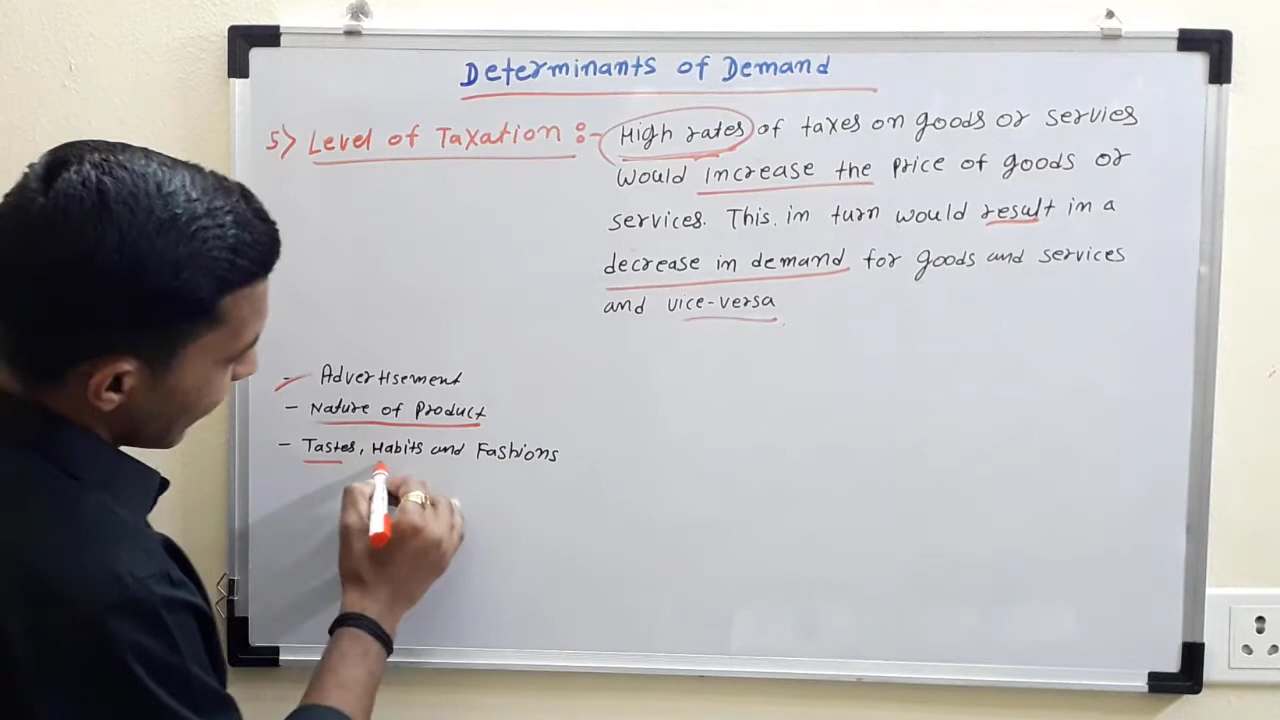 Determinants of Demand
5) Level of Taxation :- High rates of taxes on goods or servies
would increase the price of goods or
services. This. in turn would result in a
decrease in demand for goods and services
and vice-versa
- Advertisement
- Nature of Product
- Tastes, Habits and Fashions